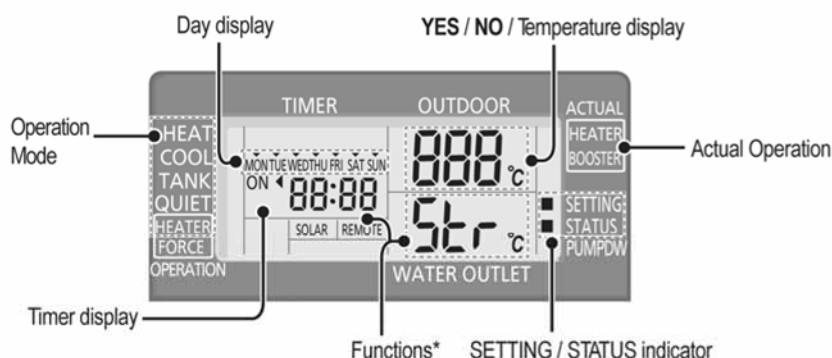 Day display
YES / NO / Temperature display
TIMER
OUTDOOR
ACTUAL
Operation
Mode
HEAT
COOL
TANK
QUIET
HEATER
FORCE
OPERATION
MON TUE WED THU FRI SAT SUN
ON
88:88
SOLAR
REMOTE
888 °C
Str °C
WATER OUTLET
HEATER
BOOSTER
Actual Operation
SETTING
STATUS
PUMPDW
Timer display
Functions*
SETTING / STATUS indicator